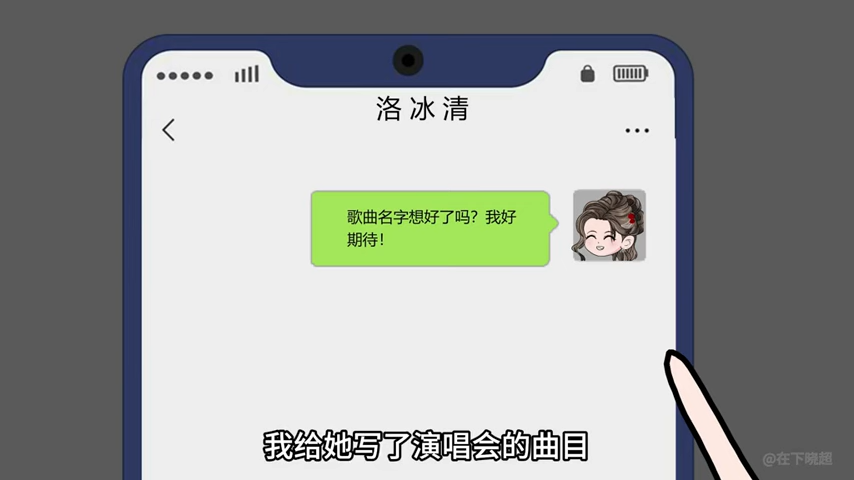 洛冰清
歌曲名字想好了吗？我好
期待！
我给她写了演唱会的曲目
@在下晓超